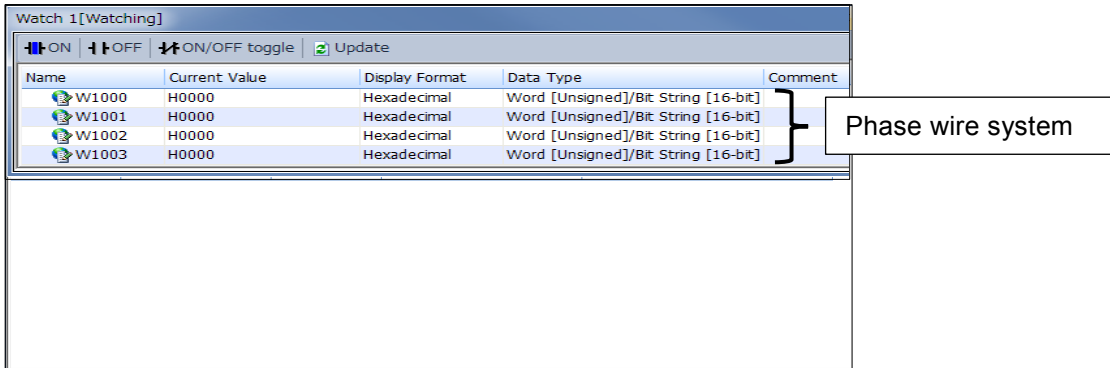 Watch 1[Watching]
ON OFF ON/OFF toggle Update
Name Current Value Display Format Data Type Comment
W1000 H0000 Hexadecimal Word [Unsigned]/Bit String [16-bit]
W1001 H0000 Hexadecimal Word [Unsigned]/Bit String [16-bit]
W1002 H0000 Hexadecimal Word [Unsigned]/Bit String [16-bit]
W1003 H0000 Hexadecimal Word [Unsigned]/Bit String [16-bit]
Phase wire system